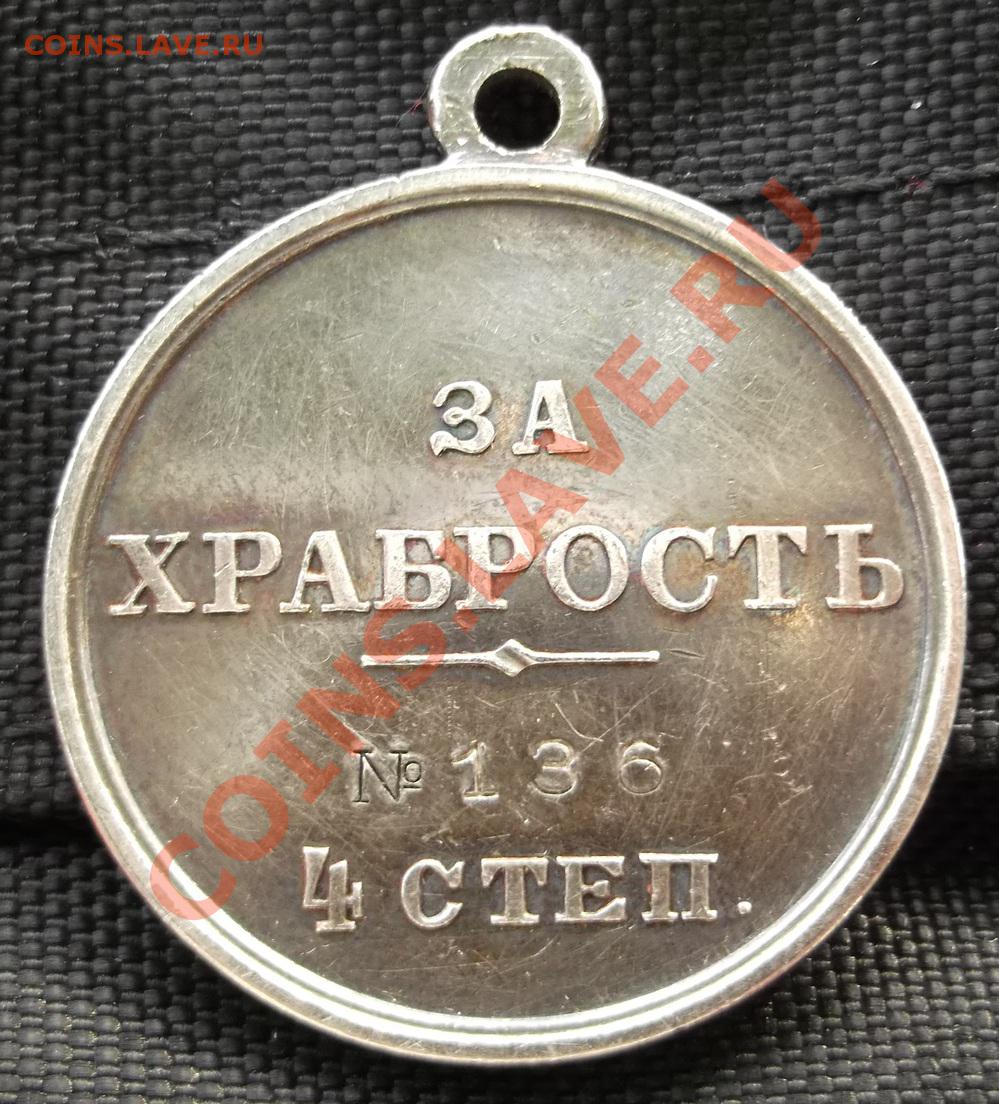 COINS.LAVE.RU
ЗА
ХРАБРОСТЬ
№ 136
4 СТЕП.
COINS.LAVE.RU